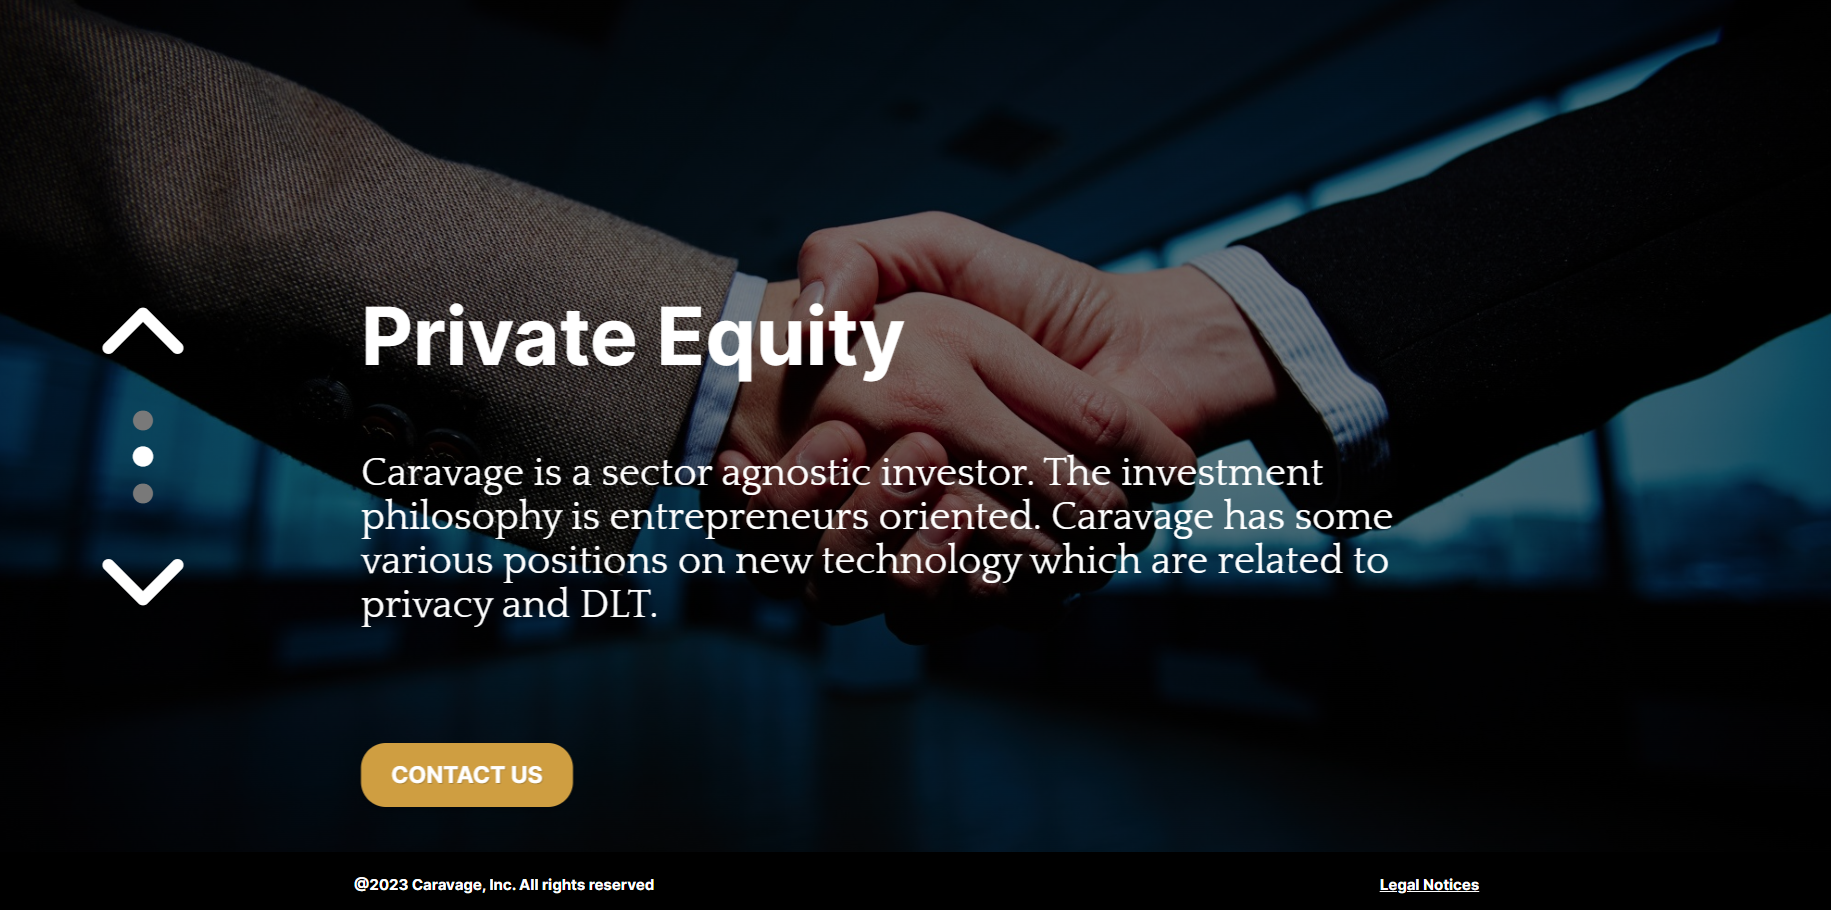 Private Equity
Caravage is a sector agnostic investor. The investment
philosophy is entrepreneurs oriented. Caravage has some
various positions on new technology which are related to
privacy and DLT.
CONTACT US
@2023 Caravage, Inc. All rights reserved
Legal Notices